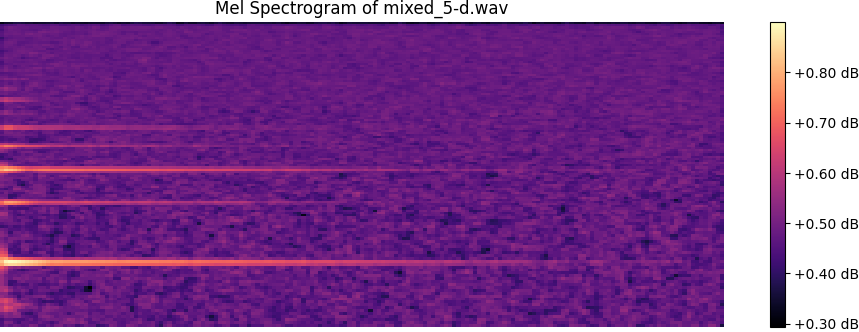 Mel Spectrogram of mixed_5-d.wav
+0.80 dB
+0.70 dB
+0.60 dB
+0.50 dB
+0.40 dB
+0.30 dB